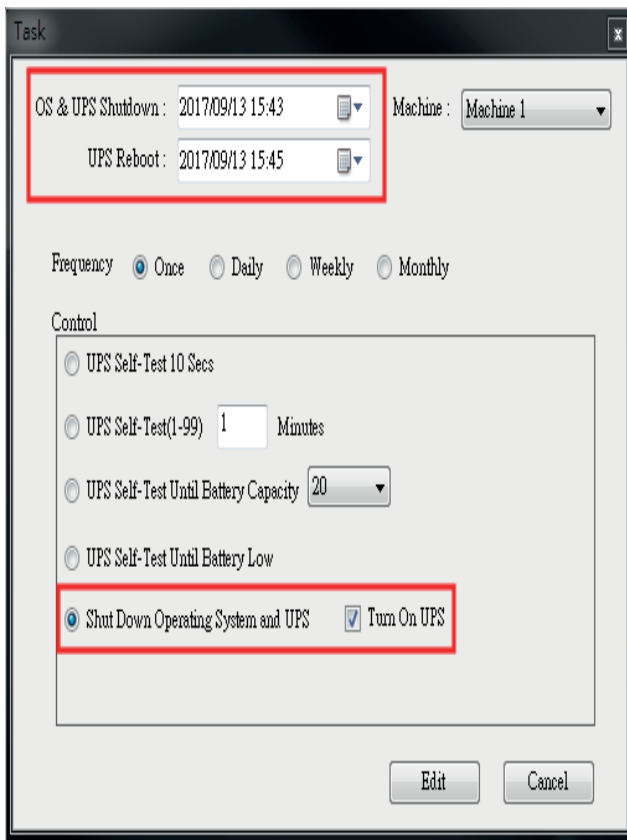 Task
OS & UPS Shutdown : 2017/09/13 15:43 Machine : Machine 1
UPS Reboot : 2017/09/13 15:45
Frequency Once Daily Weekly Monthly
Control
UPS Self-Test 10 Secs
UPS Self-Test(1-99) 1 Minutes
UPS Self-Test Until Battery Capacity 20
UPS Self-Test Until Battery Low
Shut Down Operating System and UPS Turn On UPS
Edit Cancel